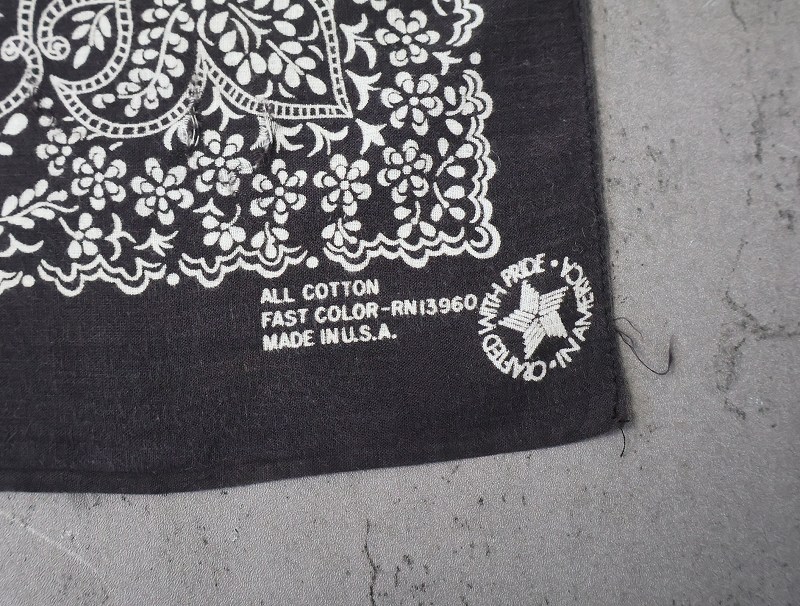 ALL COTTON
FAST COLOR-RN13960
MADE IN U.S.A.
CRAFTED WITH PRIDE · IN AMERICA ·